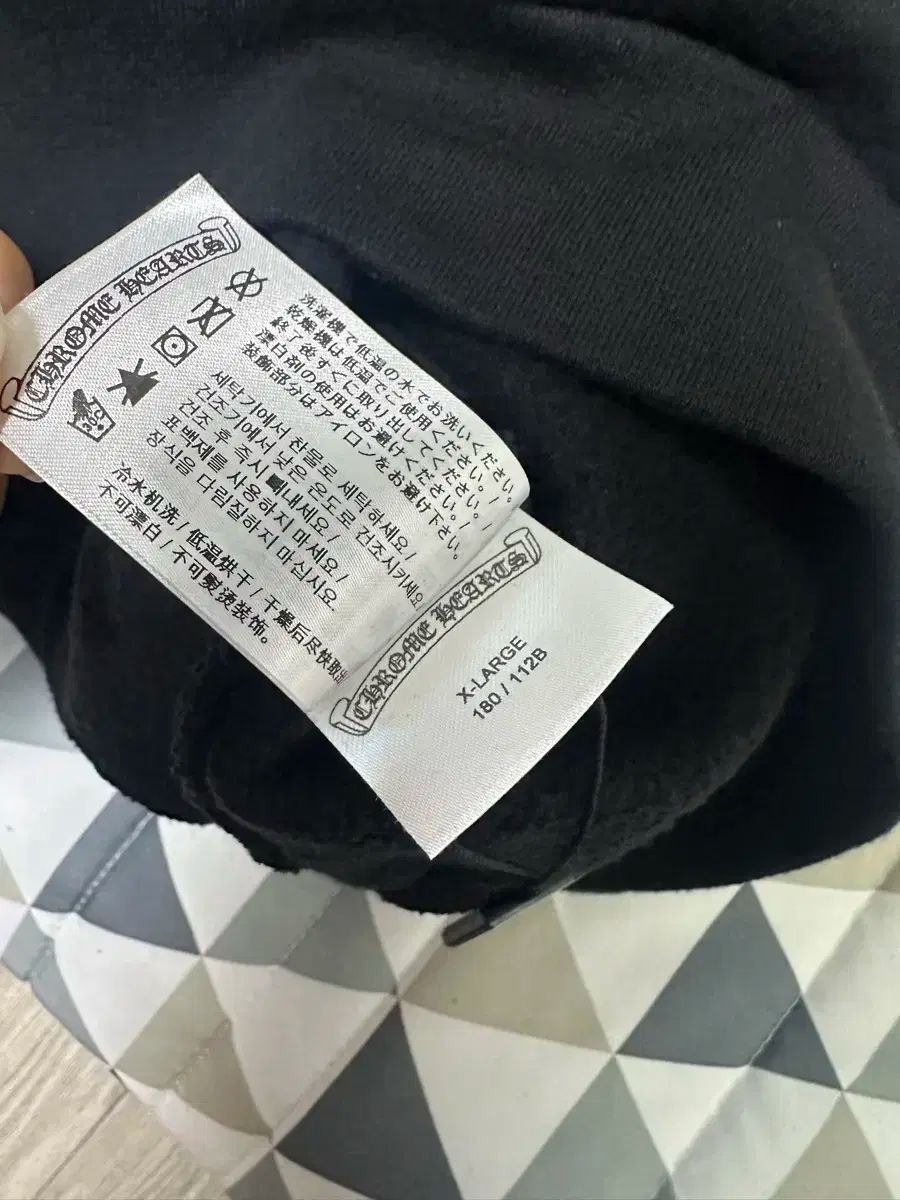 CHROME HEARTS
30°
洗濯機で低温の水でお洗いください。/
乾燥機は低温でご使用ください。/
終了後すぐに取り出してください。/
漂白剤の使用はお避けください。/
装飾部分はアイロンをお避け下さい。
세탁기에서 찬물로 세탁하세요/
건조기에서 낮은 온도로 건조시키세요
건조 후 즉시 내세요/
표백제를 사용하지 마세요/
장식을 다림질하지 마십시오
冷水机洗/低温烘干/干燥后尽快取出
不可漂白/不可熨烫装饰。
CHROME HEARTS
X-LARGE
180/112B